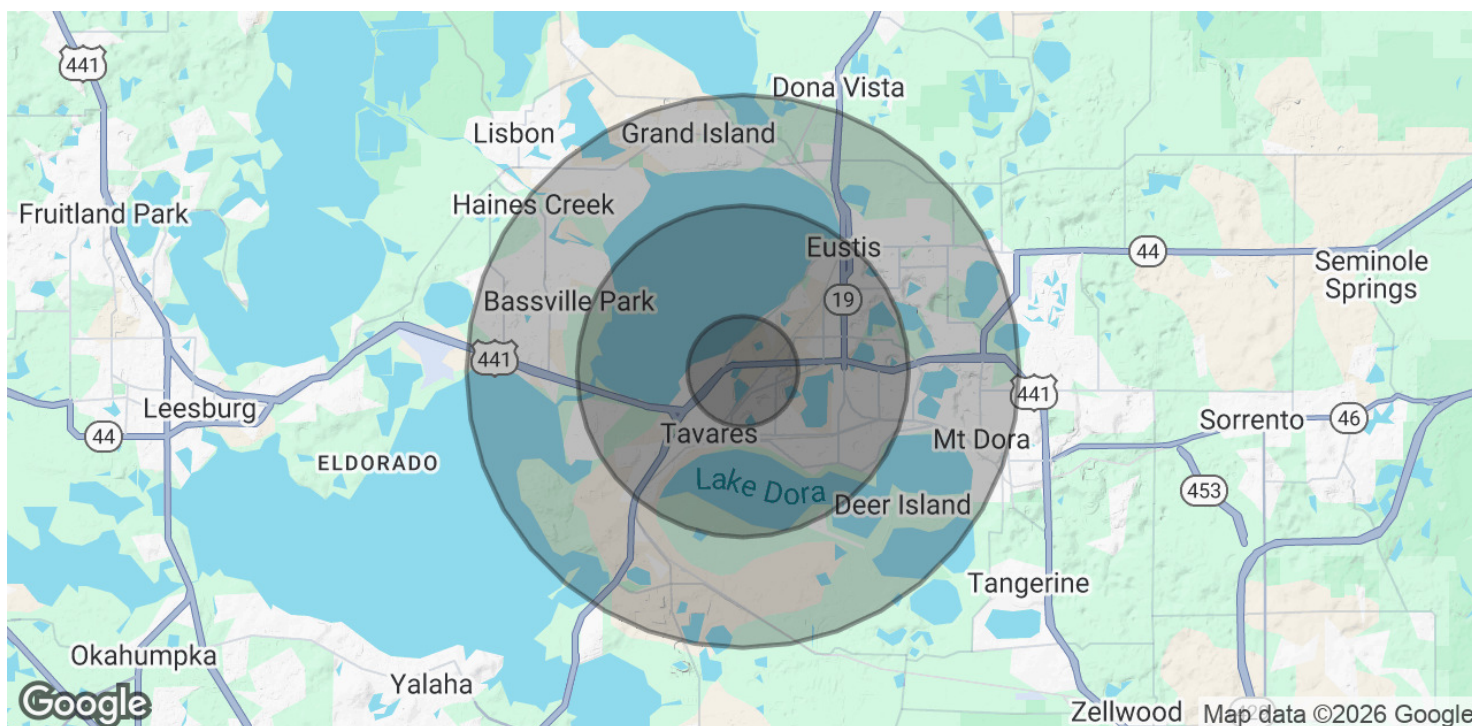 441
Dona Vista
Lisbon
Grand Island
Haines Creek
Fruitland Park
Eustis
44
Seminole
Springs
19
Bassville Park
441
441
Leesburg
44
Tavares
Mt Dora
Sorrento
46
ELDORADO
Lake Dora
Deer Island
453
Tangerine
Okahumpka
Yalaha
Zellwood
Google
Map data ©2026 Google